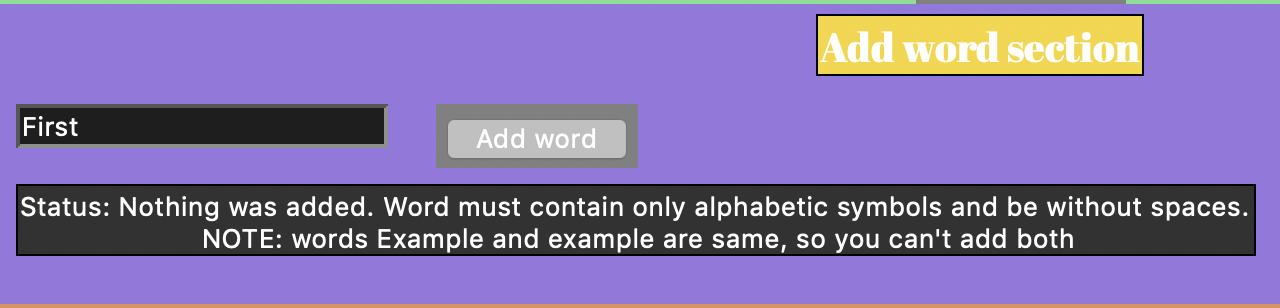 Add word section
First
Add word
Status: Nothing was added. Word must contain only alphabetic symbols and be without spaces.
NOTE: words Example and example are same, so you can't add both